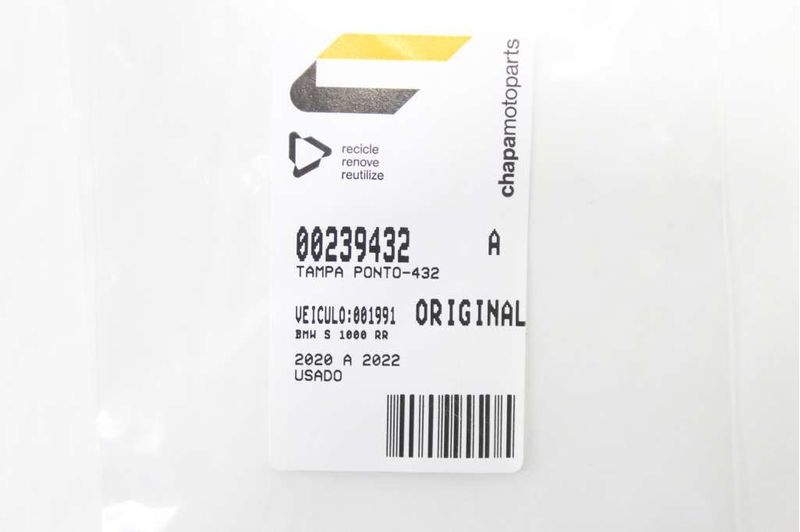 chapamotoparts
recicle
renove
reutilize
00239432 A
TAMPA PONTO-432
VEICULO:001991 ORIGINAL
BMW S 1000 RR
2020 A 2022
USADO